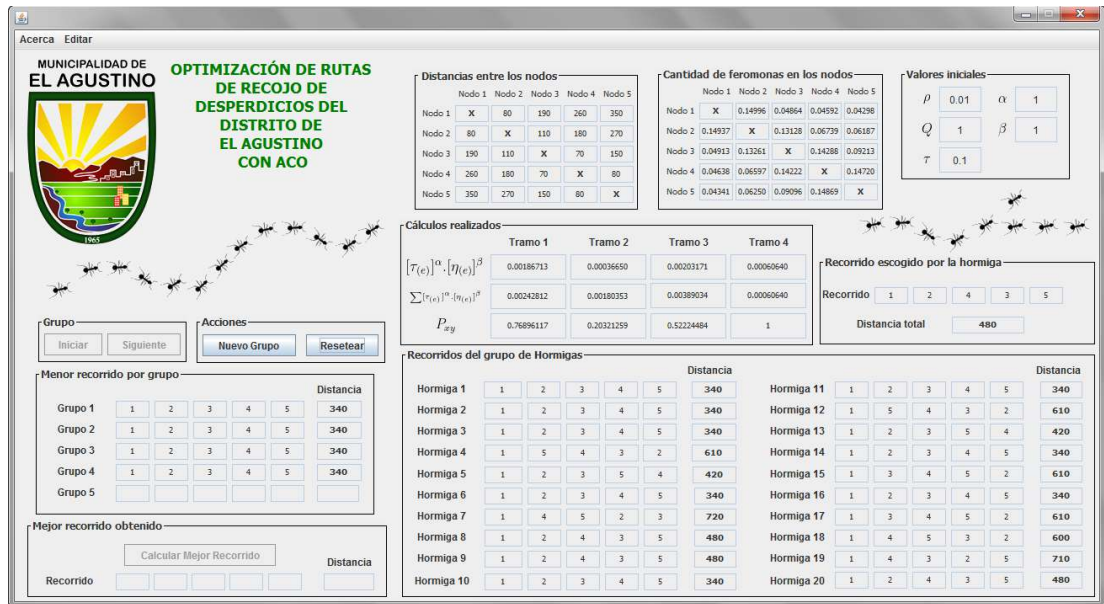 Acerca Editar
MUNICIPALIDAD DE
EL AGUSTINO
1965
OPTIMIZACIÓN DE RUTAS
DE RECOJO DE
DESPERDICIOS DEL
DISTRITO DE
EL AGUSTINO
CON ACO
Distancias entre los nodos
Nodo 1 Nodo 2 Nodo 3 Nodo 4 Nodo 5
Nodo 1 X 80 190 260 350
Nodo 2 80 X 110 180 270
Nodo 3 190 110 X 70 150
Nodo 4 260 180 70 X 80
Nodo 5 350 270 150 80 X
Cantidad de feromonas en los nodos
Nodo 1 Nodo 2 Nodo 3 Nodo 4 Nodo 5
Nodo 1 X 0.14996 0.04864 0.04592 0.04298
Nodo 2 0.14937 X 0.13128 0.06739 0.06187
Nodo 3 0.04913 0.13261 X 0.14288 0.09213
Nodo 4 0.04638 0.06597 0.14222 X 0.14720
Nodo 5 0.04341 0.06250 0.09096 0.14869 X
Valores iniciales
ρ 0.01 α 1
Q 1 β 1
τ 0.1
Cálculos realizados
Tramo 1 Tramo 2 Tramo 3 Tramo 4
[τ(e)]^α.[η(e)]^β 0.00186713 0.00036650 0.00203171 0.00060640
∑[τ(e)]^α.[η(e)]^β 0.00242812 0.00180353 0.00389034 0.00060640
Pxy 0.76896117 0.20321259 0.52224484 1
Recorrido escogido por la hormiga
Recorrido 1 2 4 3 5
Distancia total 480
Grupo
Iniciar Siguiente
Acciones
Nuevo Grupo Resetear
Menor recorrido por grupo
Distancia
Grupo 1 1 2 3 4 5 340
Grupo 2 1 2 3 4 5 340
Grupo 3 1 2 3 4 5 340
Grupo 4 1 2 3 4 5 340
Grupo 5
Mejor recorrido obtenido
Calcular Mejor Recorrido
Distancia
Recorrido
Recorridos del grupo de Hormigas
Distancia Distancia
Hormiga 1 1 2 3 4 5 340 Hormiga 11 1 2 3 4 5 340
Hormiga 2 1 2 3 4 5 340 Hormiga 12 1 5 4 3 2 610
Hormiga 3 1 2 3 4 5 340 Hormiga 13 1 2 3 5 4 420
Hormiga 4 1 5 4 3 2 610 Hormiga 14 1 2 3 4 5 340
Hormiga 5 1 2 3 5 4 420 Hormiga 15 1 3 4 5 2 610
Hormiga 6 1 2 3 4 5 340 Hormiga 16 1 2 3 4 5 340
Hormiga 7 1 4 5 2 3 720 Hormiga 17 1 3 4 5 2 610
Hormiga 8 1 2 4 3 5 480 Hormiga 18 1 4 5 3 2 600
Hormiga 9 1 2 4 3 5 480 Hormiga 19 1 4 3 2 5 710
Hormiga 10 1 2 3 4 5 340 Hormiga 20 1 2 4 3 5 480